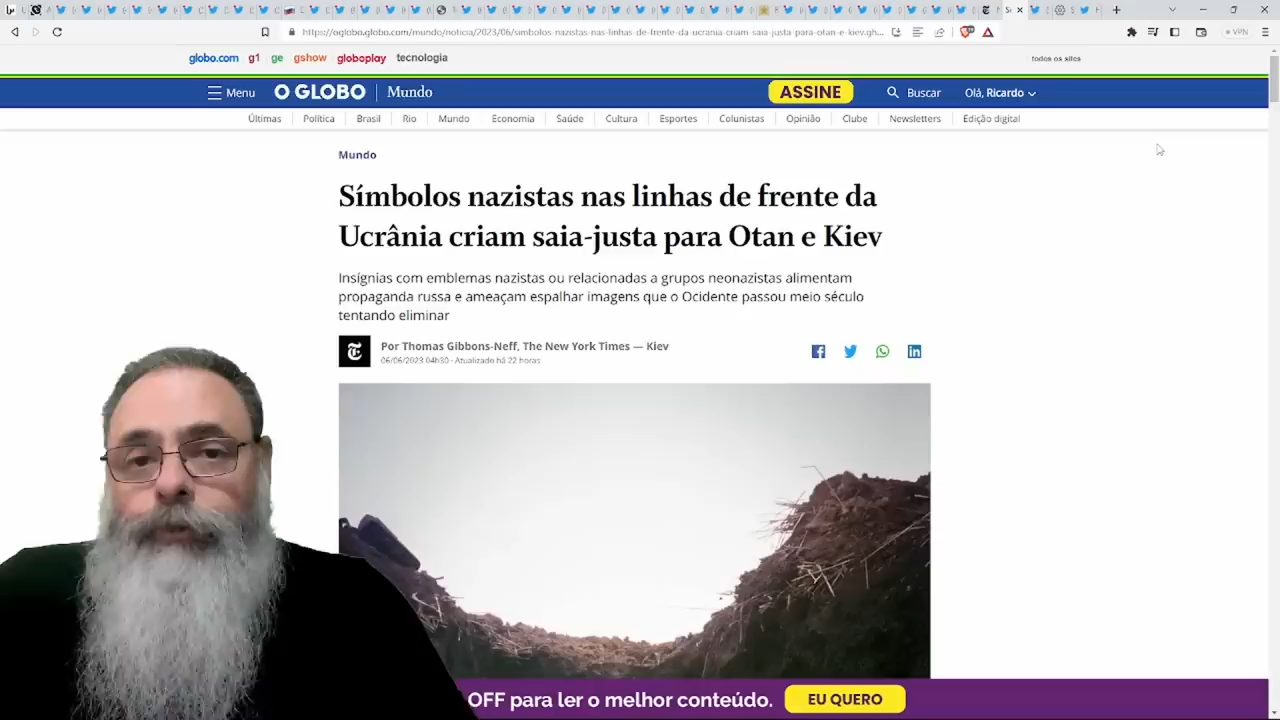 https://oglobo.globo.com/mundo/noticia/2023/06/simbolos-nazistas-nas-linhas-de-frente-da-ucrania-criam-saia-justa-para-otan-e-kiev.gh...
VPN
globo.com g1 ge gshow globoplay tecnologia
todos os sites
Menu O GLOBO Mundo ASSINE Buscar Olá, Ricardo
Últimas Política Brasil Rio Mundo Economia Saúde Cultura Esportes Colunistas Opinião Clube Newsletters Edição digital
Mundo
Símbolos nazistas nas linhas de frente da
Ucrânia criam saia-justa para Otan e Kiev
Insígnias com emblemas nazistas ou relacionadas a grupos neonazistas alimentam
propaganda russa e ameaçam espalhar imagens que o Ocidente passou meio século
tentando eliminar
Por Thomas Gibbons-Neff, The New York Times — Kiev
06/06/2023 04h30 · Atualizado há 22 horas
OFF para ler o melhor conteúdo. EU QUERO